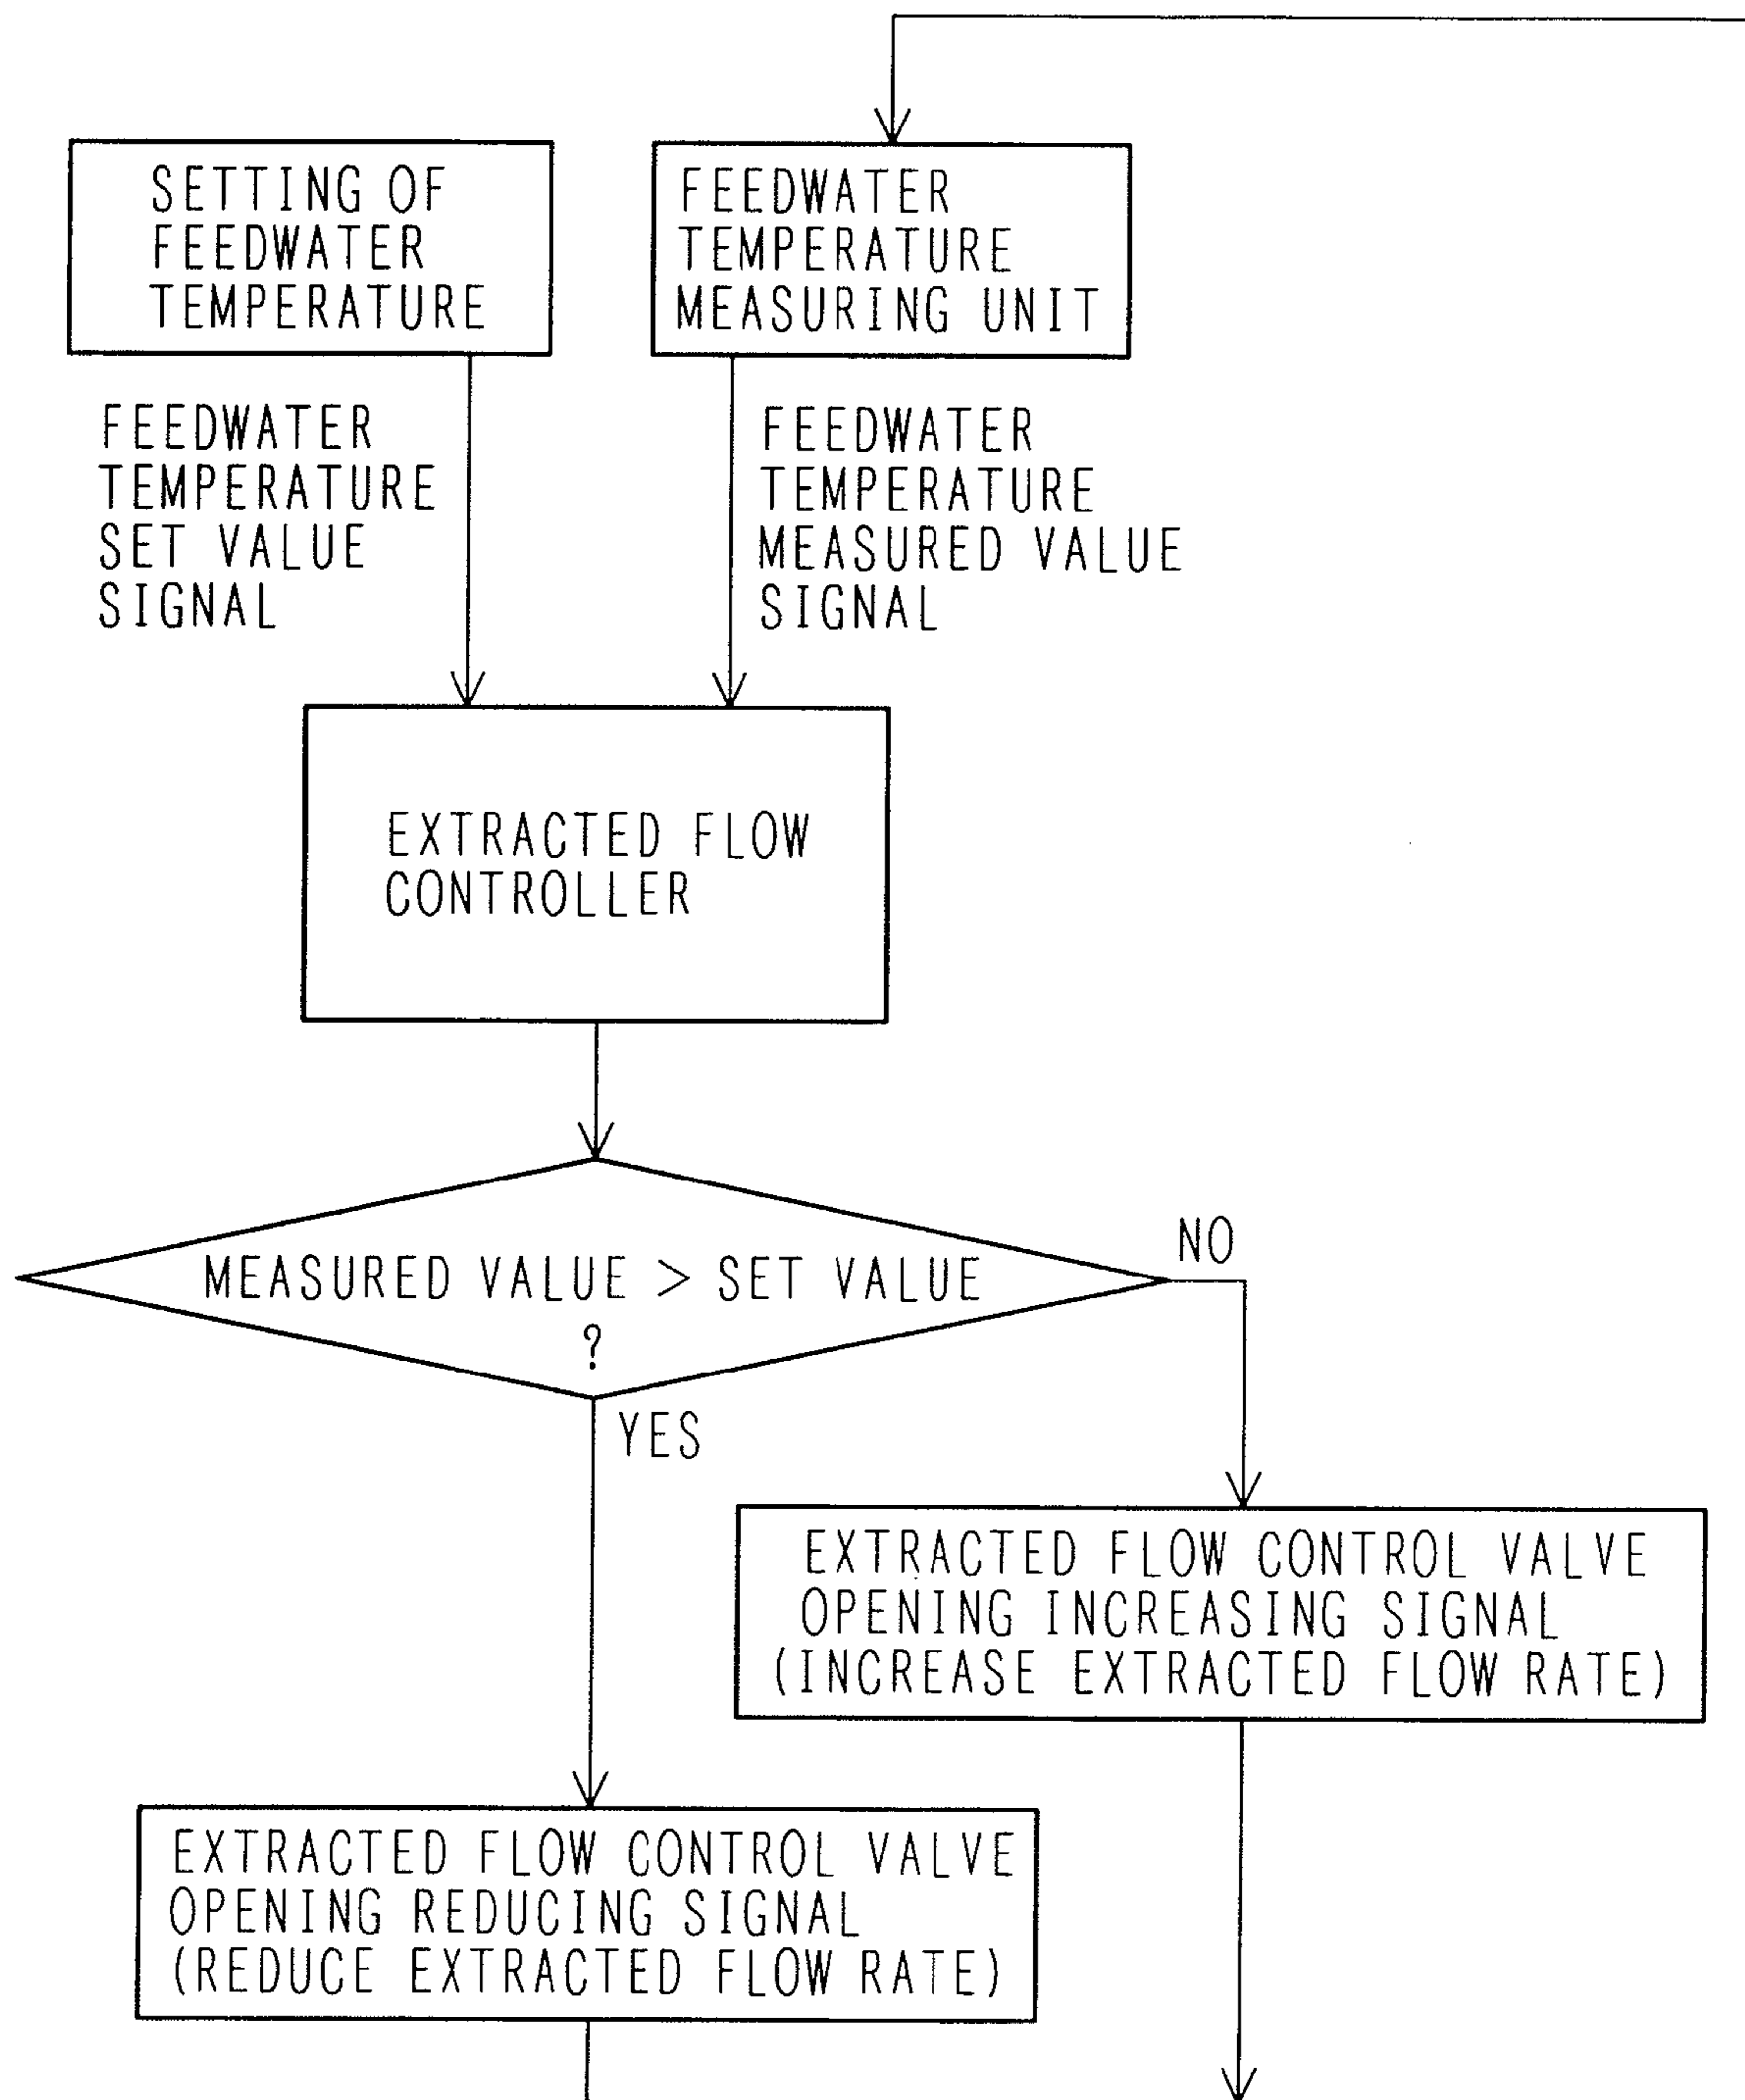 SETTING OF
FEEDWATER
TEMPERATURE
FEEDWATER
TEMPERATURE
MEASURING UNIT
FEEDWATER
TEMPERATURE
SET VALUE
SIGNAL
FEEDWATER
TEMPERATURE
MEASURED VALUE
SIGNAL
EXTRACTED FLOW
CONTROLLER
MEASURED VALUE > SET VALUE
?
NO
YES
EXTRACTED FLOW CONTROL VALVE
OPENING INCREASING SIGNAL
(INCREASE EXTRACTED FLOW RATE)
EXTRACTED FLOW CONTROL VALVE
OPENING REDUCING SIGNAL
(REDUCE EXTRACTED FLOW RATE)